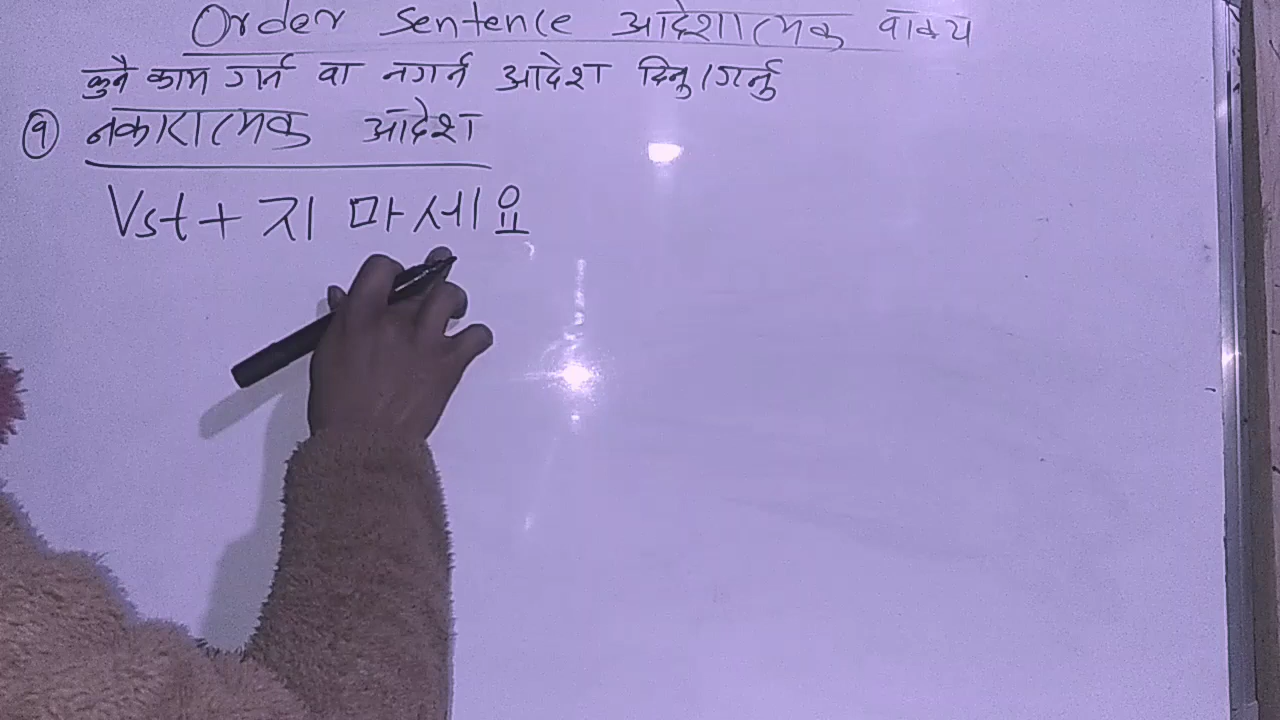 Order Sentence आदेशात्मक वाक्य
कुनै काम गर्न वा नगर्न आदेश दिनु/गर्नु
१ नकारात्मक आदेश
Vst + 지 마세요